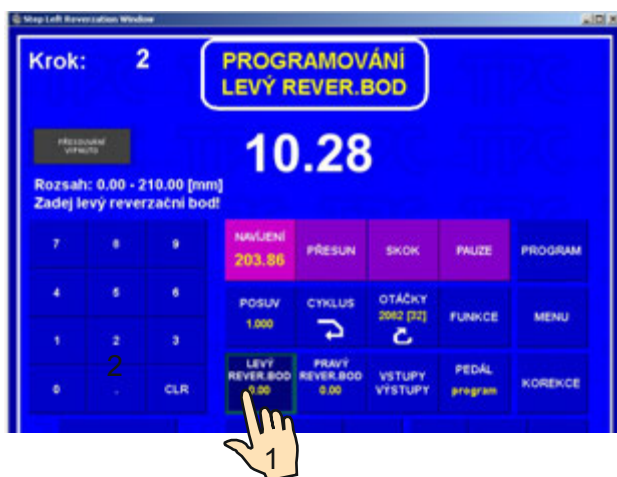 Step Left Reverzation Window
Krok: 2
PROGRAMOVÁNÍ
LEVÝ REVER.BOD
PŘESOUVÁNÍ
VYPNUTO
10.28
Rozsah: 0.00 - 210.00 [mm]
Zadej levý reverzační bod!
7 8 9
NAVÍJENÍ
203.86
PŘESUN
SKOK
PAUZE
PROGRAM
4 5 6
POSUV
1.000
CYKLUS
OTÁČKY
2062 [32]
FUNKCE
MENU
1 2 3
2
LEVÝ
REVER.BOD
0.00
PRAVÝ
REVER.BOD
0.00
VSTUPY
VÝSTUPY
PEDÁL
program
KOREKCE
0 . CLR
1